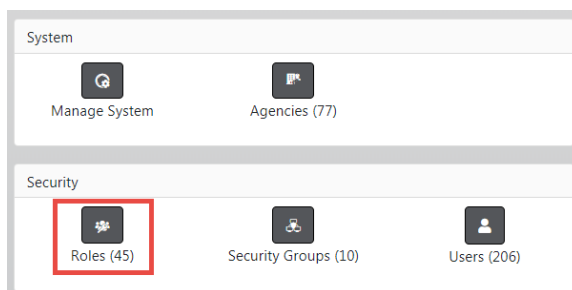 System
Manage System
Agencies (77)
Security
Roles (45)
Security Groups (10)
Users (206)